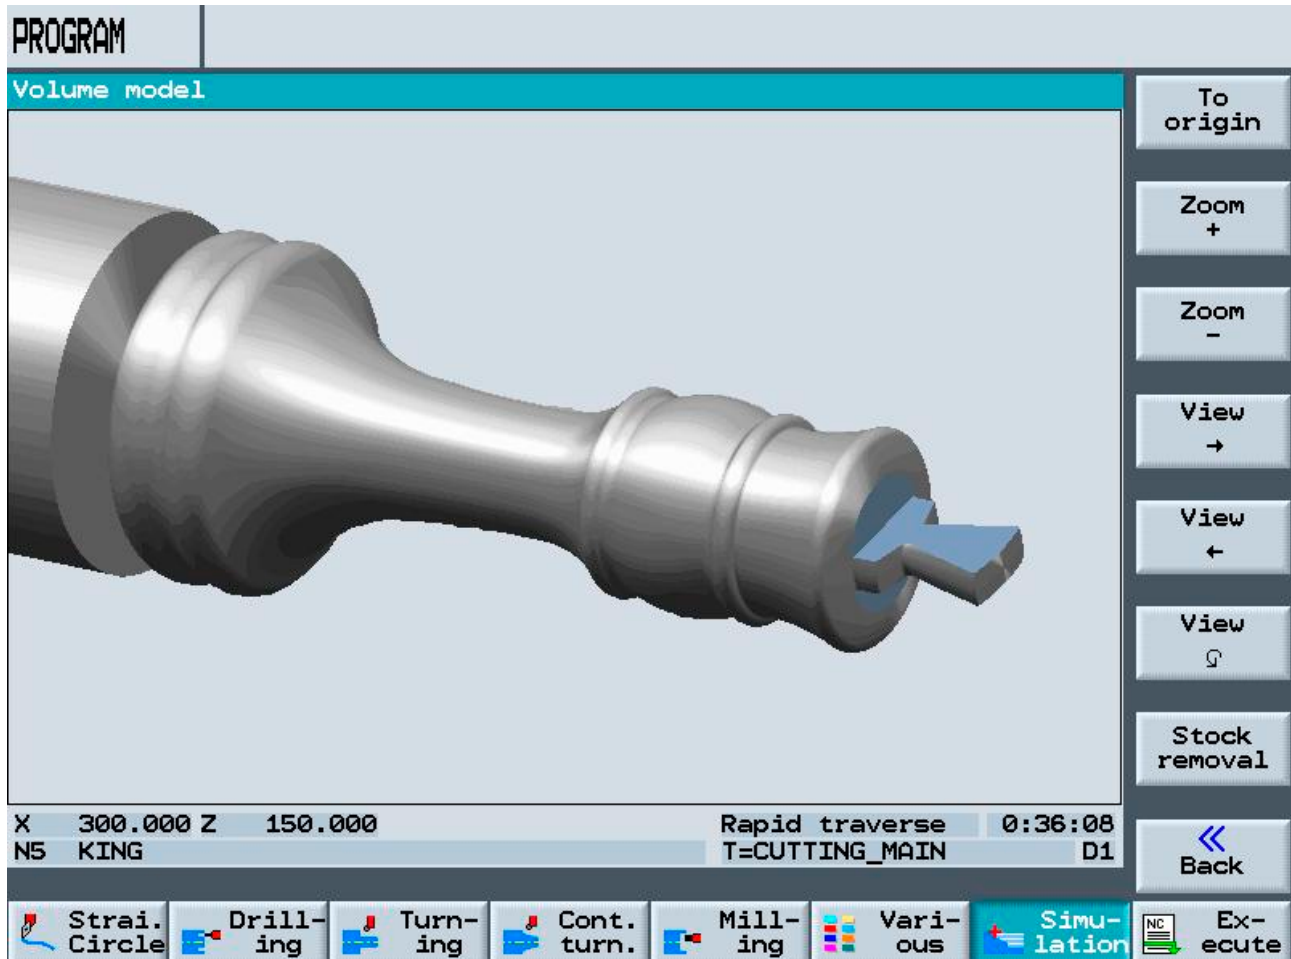 PROGRAM
Volume model
To
origin
Zoom
+
Zoom
-
View
→
View
←
View
Stock
removal
Back
X 300.000 Z 150.000
Rapid traverse 0:36:08
N5 KING
T=CUTTING_MAIN D1
Strai.
Circle
Drill-
ing
Turn-
ing
Cont.
turn.
Mill-
ing
Vari-
ous
Simu-
lation
NC
Ex-
ecute